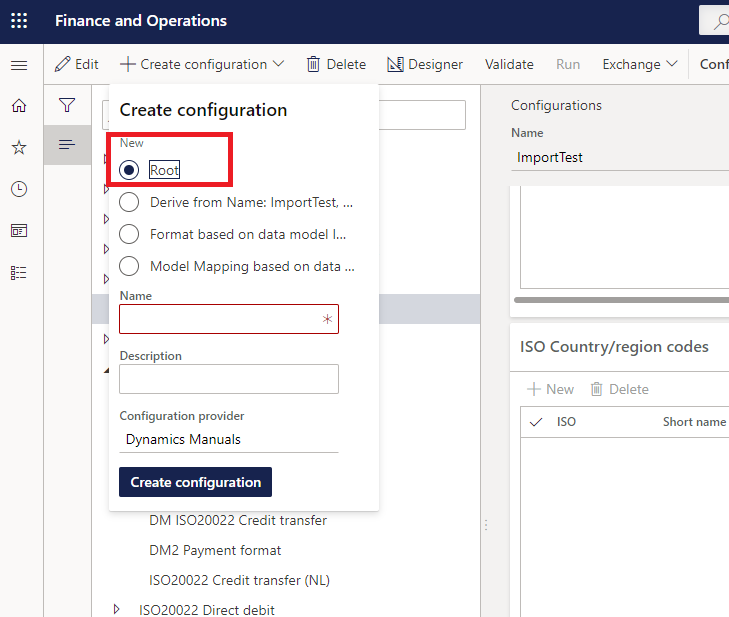 Finance and Operations
Edit
Create configuration
Delete
Designer
Validate
Run
Exchange
Conf
Create configuration
New
Root
Derive from Name: ImportTest, ...
Format based on data model I...
Model Mapping based on data ...
Name
*
Description
Configuration provider
Dynamics Manuals
Create configuration
DM ISO20022 Credit transfer
DM2 Payment format
ISO20022 Credit transfer (NL)
ISO20022 Direct debit
Configurations
Name
ImportTest
ISO Country/region codes
New
Delete
ISO
Short name